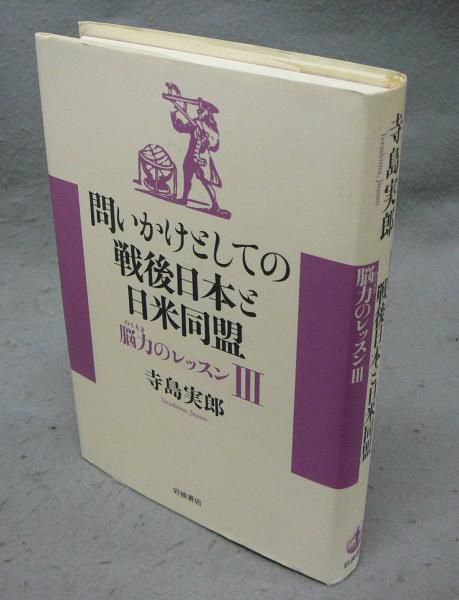 問いかけとしての
戦後日本と
日米同盟
のうりき
脳力のレッスンIII
寺島実郎
Terashima, Jitsuro
岩波書店
寺島実郎
Terashima, Jitsuro
戦後日本と日米同盟
脳力のレッスンIII
岩波